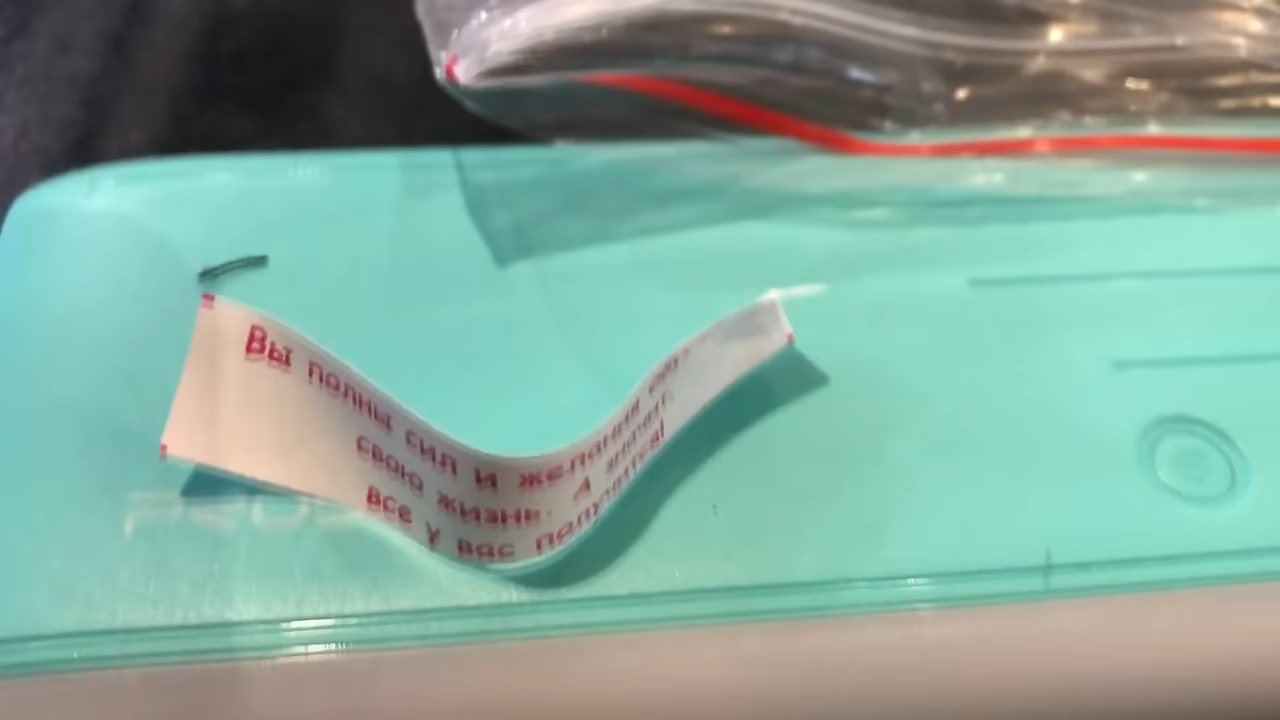 Вы полны сил и желания
свою жизнь. А значит,
все у вас получится!